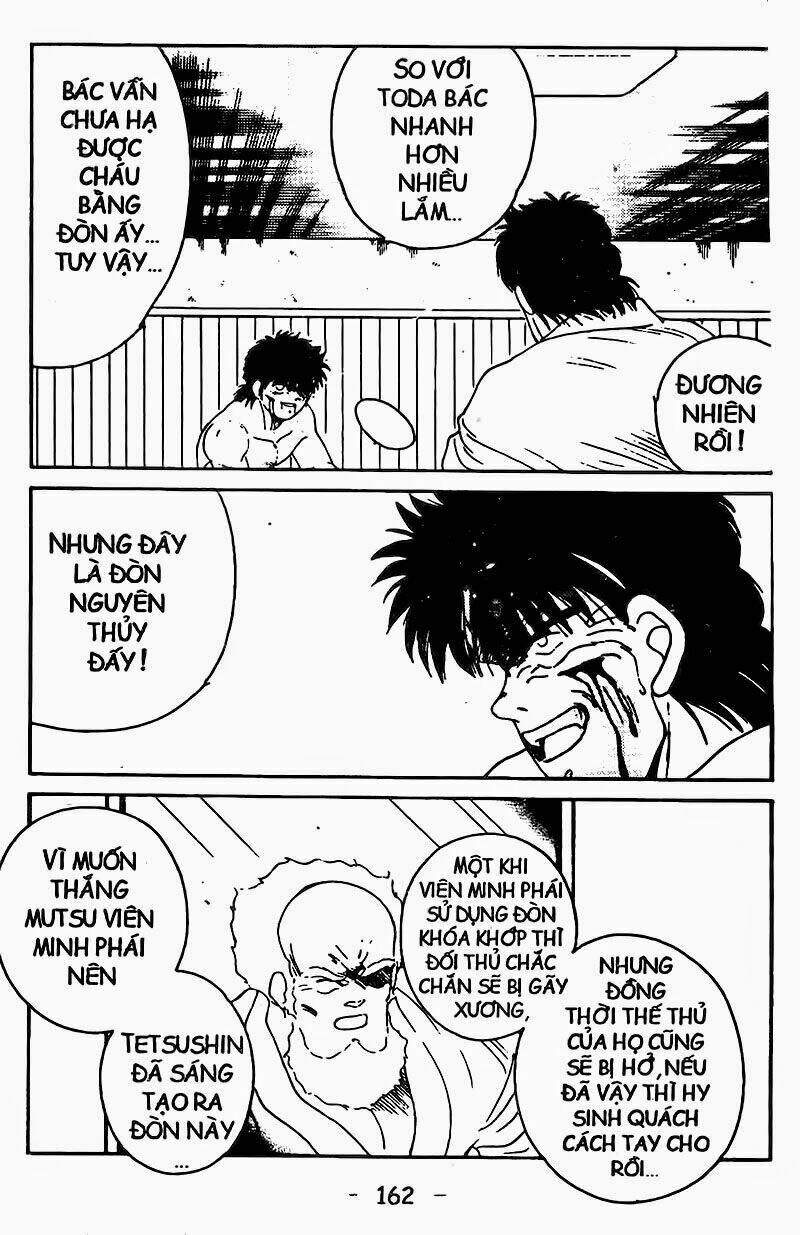 BÁC VẪN
CHƯA HẠ
ĐƯỢC
CHÁU
BẰNG
ĐÒN ẤY...
TUY VẬY...
SO VỚI
TODA BÁC
NHANH
HƠN
NHIỀU
LẮM...
ĐƯƠNG
NHIÊN
RỒI!
NHƯNG ĐÂY
LÀ ĐÒN
NGUYÊN
THỦY
ĐẤY!
VÌ MUỐN
THẮNG
MUTSU VIÊN
MINH PHÁI
NÊN
TETSUSHIN
ĐÃ SÁNG
TẠO RA
ĐÒN NÀY
...
MỘT KHI
VIÊN MINH PHÁI
SỬ DỤNG ĐÒN
KHÓA KHỚP THÌ
ĐỐI THỦ CHẮC
CHẮN SẼ BỊ GÃY
XƯƠNG,
NHƯNG
ĐỒNG
THỜI THẾ THỦ
CỦA HỌ CŨNG
SẼ BỊ HỞ, NẾU
ĐÃ VẬY THÌ HY
SINH QUÁCH
CÁCH TAY CHO
RỒI...
- 162 -